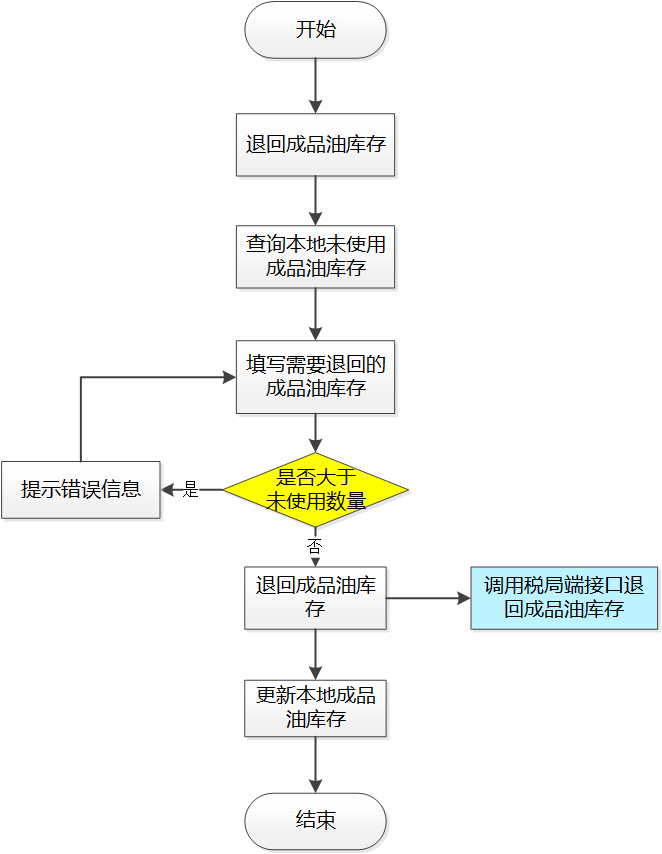 开始
退回成品油库存
查询本地未使用
成品油库存
填写需要退回的
成品油库存
是否大于
未使用数量
是
提示错误信息
否
退回成品油库
存
调用税局端接口退
回成品油库存
更新本地成品
油库存
结束